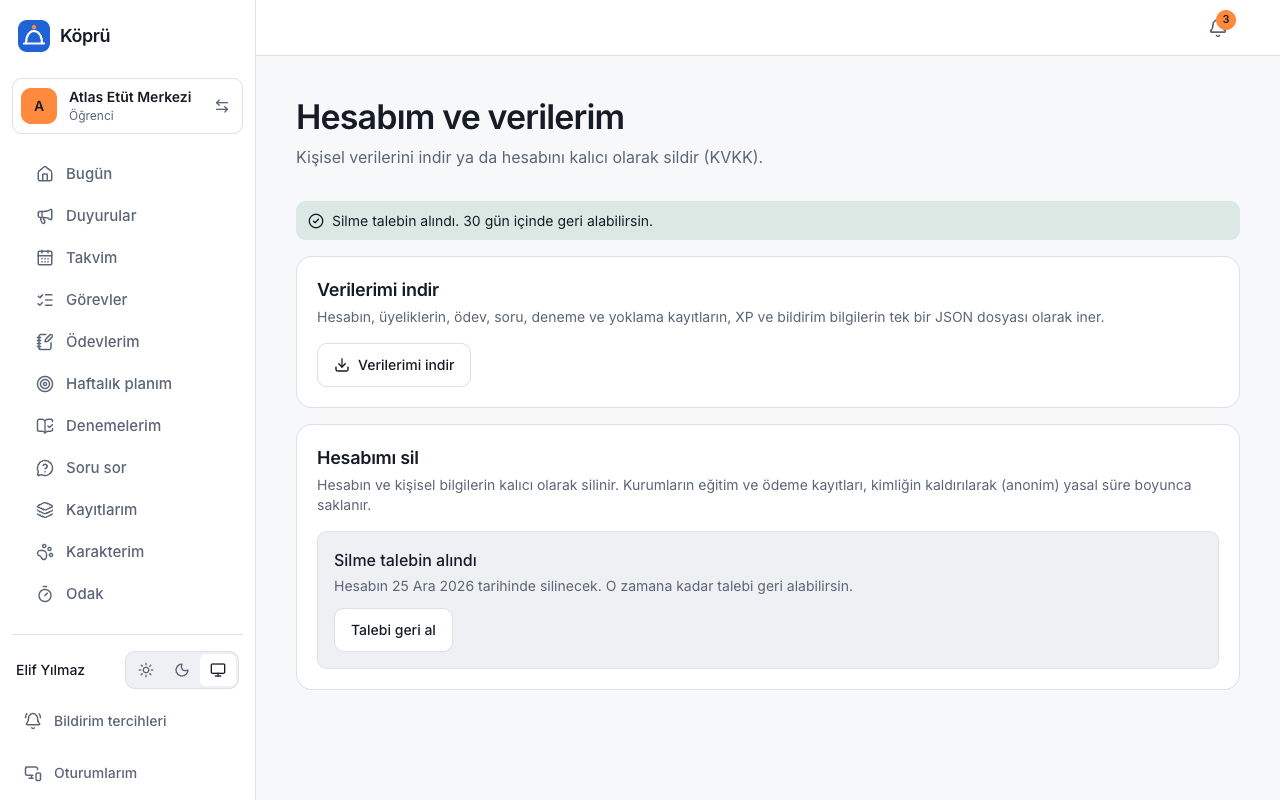 Köprü
3
A
Atlas Etüt Merkezi
Öğrenci
Bugün
Duyurular
Takvim
Görevler
Ödevlerim
Haftalık planım
Denemelerim
Soru sor
Kayıtlarım
Karakterim
Odak
Elif Yılmaz
Bildirim tercihleri
Oturumlarım
Hesabım ve verilerim
Kişisel verilerini indir ya da hesabını kalıcı olarak sildir (KVKK).
Silme talebin alındı. 30 gün içinde geri alabilirsin.
Verilerimi indir
Hesabın, üyeliklerin, ödev, soru, deneme ve yoklama kayıtların, XP ve bildirim bilgilerin tek bir JSON dosyası olarak iner.
Verilerimi indir
Hesabımı sil
Hesabın ve kişisel bilgilerin kalıcı olarak silinir. Kurumların eğitim ve ödeme kayıtları, kimliğin kaldırılarak (anonim) yasal süre boyunca
saklanır.
Silme talebin alındı
Hesabın 25 Ara 2026 tarihinde silinecek. O zamana kadar talebi geri alabilirsin.
Talebi geri al